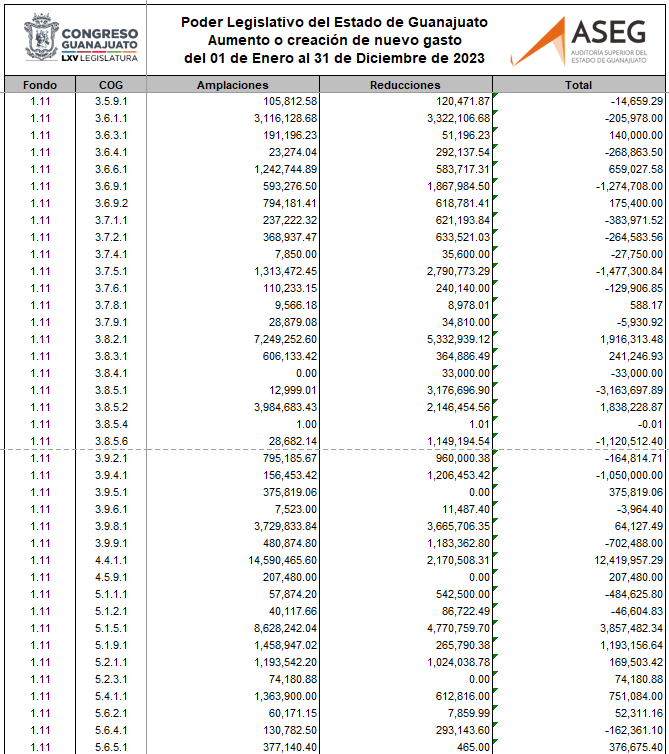 CONGRESO
GUANAJUATO
LXV LEGISLATURA
Poder Legislativo del Estado de Guanajuato
Aumento o creación de nuevo gasto
del 01 de Enero al 31 de Diciembre de 2023
ASEG
AUDITORÍA SUPERIOR DEL
ESTADO DE GUANAJUATO
Fondo COG Amplaciones Reducciones Total
1.11 3.5.9.1 105,812.58 120,471.87 -14,659.29
1.11 3.6.1.1 3,116,128.68 3,322,106.68 -205,978.00
1.11 3.6.3.1 191,196.23 51,196.23 140,000.00
1.11 3.6.4.1 23,274.04 292,137.54 -268,863.50
1.11 3.6.6.1 1,242,744.89 583,717.31 659,027.58
1.11 3.6.9.1 593,276.50 1,867,984.50 -1,274,708.00
1.11 3.6.9.2 794,181.41 618,781.41 175,400.00
1.11 3.7.1.1 237,222.32 621,193.84 -383,971.52
1.11 3.7.2.1 368,937.47 633,521.03 -264,583.56
1.11 3.7.4.1 7,850.00 35,600.00 -27,750.00
1.11 3.7.5.1 1,313,472.45 2,790,773.29 -1,477,300.84
1.11 3.7.6.1 110,233.15 240,140.00 -129,906.85
1.11 3.7.8.1 9,566.18 8,978.01 588.17
1.11 3.7.9.1 28,879.08 34,810.00 -5,930.92
1.11 3.8.2.1 7,249,252.60 5,332,939.12 1,916,313.48
1.11 3.8.3.1 606,133.42 364,886.49 241,246.93
1.11 3.8.4.1 0.00 33,000.00 -33,000.00
1.11 3.8.5.1 12,999.01 3,176,696.90 -3,163,697.89
1.11 3.8.5.2 3,984,683.43 2,146,454.56 1,838,228.87
1.11 3.8.5.4 1.00 1.01 -0.01
1.11 3.8.5.6 28,682.14 1,149,194.54 -1,120,512.40
1.11 3.9.2.1 795,185.67 960,000.38 -164,814.71
1.11 3.9.4.1 156,453.42 1,206,453.42 -1,050,000.00
1.11 3.9.5.1 375,819.06 0.00 375,819.06
1.11 3.9.6.1 7,523.00 11,487.40 -3,964.40
1.11 3.9.8.1 3,729,833.84 3,665,706.35 64,127.49
1.11 3.9.9.1 480,874.80 1,183,362.80 -702,488.00
1.11 4.4.1.1 14,590,465.60 2,170,508.31 12,419,957.29
1.11 4.5.9.1 207,480.00 0.00 207,480.00
1.11 5.1.1.1 57,874.20 542,500.00 -484,625.80
1.11 5.1.2.1 40,117.66 86,722.49 -46,604.83
1.11 5.1.5.1 8,628,242.04 4,770,759.70 3,857,482.34
1.11 5.1.9.1 1,458,947.02 265,790.38 1,193,156.64
1.11 5.2.1.1 1,193,542.20 1,024,038.78 169,503.42
1.11 5.2.3.1 74,180.88 0.00 74,180.88
1.11 5.4.1.1 1,363,900.00 612,816.00 751,084.00
1.11 5.6.2.1 60,171.15 7,859.99 52,311.16
1.11 5.6.4.1 130,782.50 293,143.60 -162,361.10
1.11 5.6.5.1 377,140.40 465.00 376,675.40